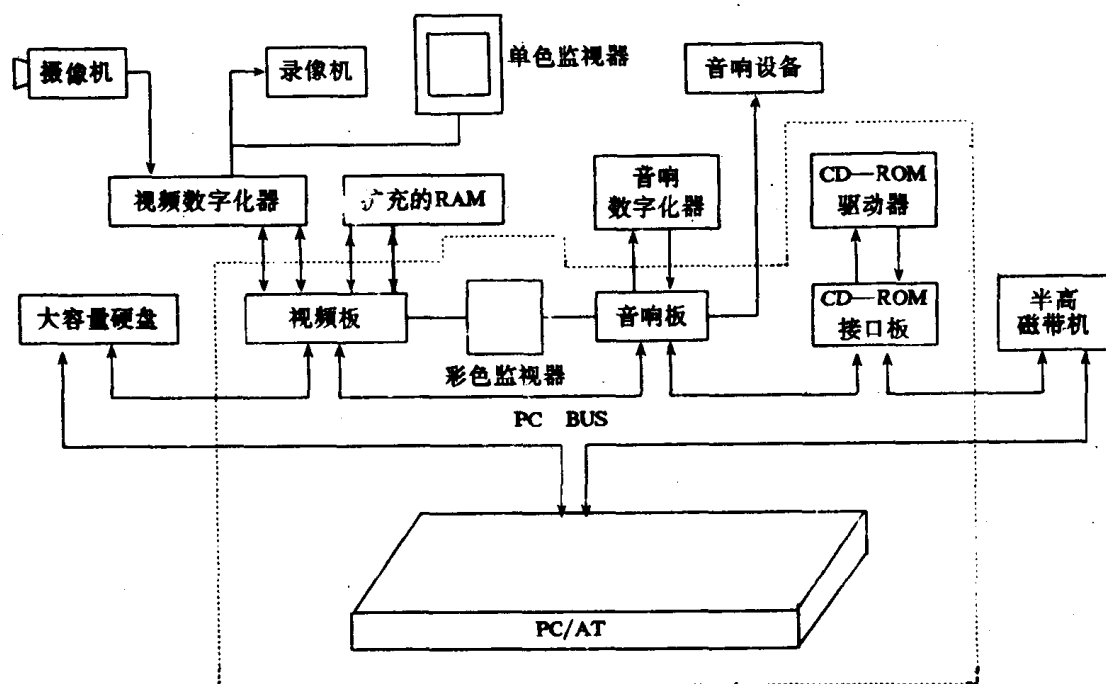 摄像机
录像机
单色监视器
音响设备
视频数字化器
扩充的RAM
音响
数字化器
CD—ROM
驱动器
大容量硬盘
视频板
彩色监视器
音响板
CD—ROM
接口板
半高
磁带机
PC BUS
PC/AT